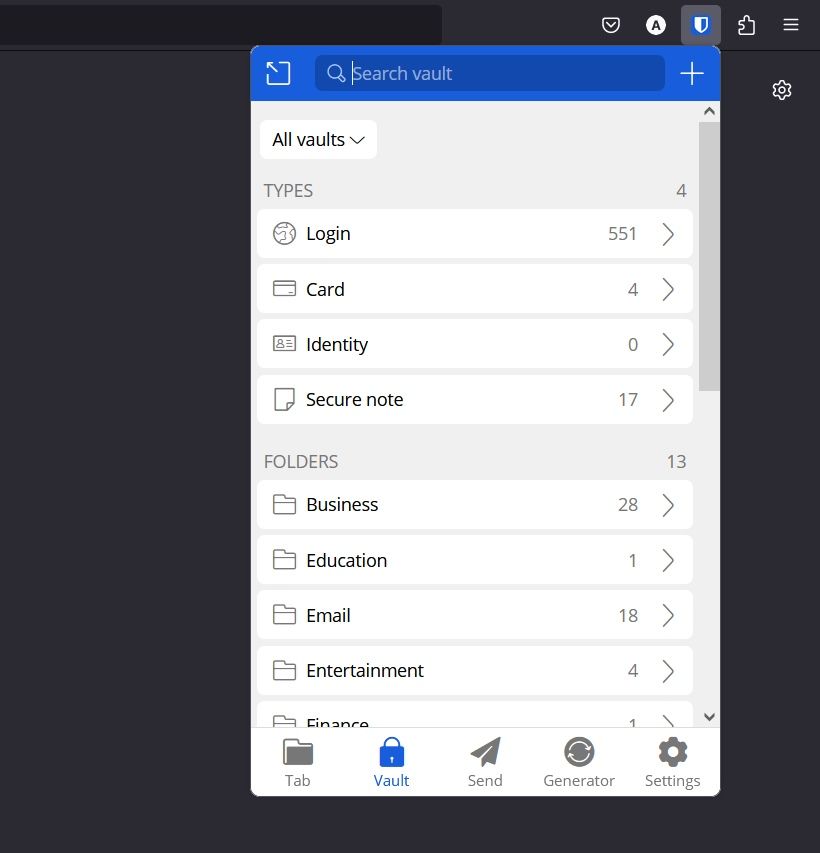 A
Search vault
All vaults
TYPES 4
Login 551
Card 4
Identity 0
Secure note 17
FOLDERS 13
Business 28
Education 1
Email 18
Entertainment 4
Finance 1
Tab Vault Send Generator Settings